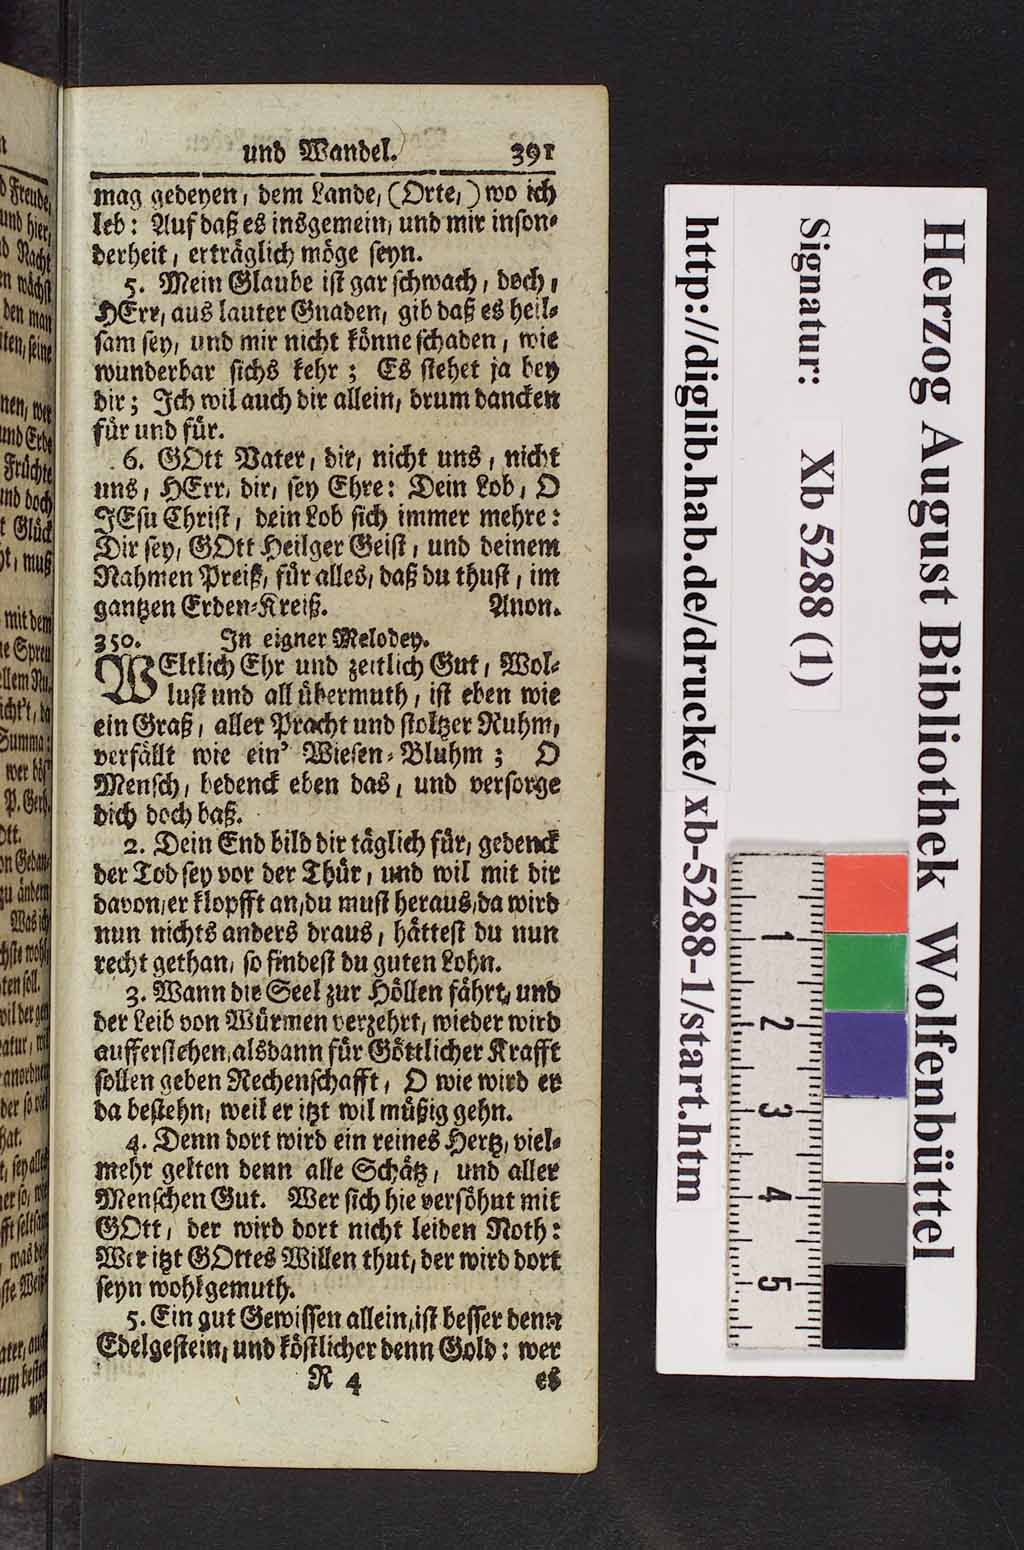 und Wandel. 391
mag gedeyen, dem Lande, (Orte,) wo ich
leb: Auf daß es insgemein, und mir inson-
derheit, erträglich möge seyn.
5. Mein Glaube ist gar schwach, doch,
HErr, aus lauter Gnaden, gib daß es heil-
sam sey, und mir nicht könne schaden, wie
wunderbar sichs kehr; Es stehet ja bey
dir; Ich wil auch dir allein, drum dancken
für und für.
6. GOtt Vater, dir, nicht uns, nicht
uns, HErr, dir, sey Ehre: Dein Lob, O
JEsu Christ, dein Lob sich immer mehre:
Dir sey, GOtt Heilger Geist, und deinem
Nahmen Preiß, für alles, daß du thust, im
gantzen Erden-Kreiß. Anon.
350. In eigner Melodey.
WEltlich Ehr und zeitlich Gut, Wol-
lust und all übermuth, ist eben wie
ein Graß, aller Pracht und stoltzer Ruhm,
verfällt wie ein' Wiesen-Bluhm; O
Mensch, bedenck eben das, und versorge
dich doch baß.
2. Dein End bild dir täglich für, gedenck
der Tod sey vor der Thür, und wil mit dir
davon, er klopfft an, du must heraus, da wird
nun nichts anders draus, hättest du nun
recht gethan, so findest du guten Lohn.
3. Wann die Seel zur Höllen fährt, und
der Leib von Würmen verzehrt, wieder wird
aufferstehen, alsdann für Göttlicher Krafft
sollen geben Rechenschafft, O wie wird er
da bestehn, weil er itzt wil müßig gehn.
4. Denn dort wird ein reines Hertz, viel-
mehr gelten denn alle Schätz, und aller
Menschen Gut. Wer sich hie versöhnt mit
GOtt, der wird dort nicht leiden Noth:
Wer itzt GOttes Willen thut, der wird dort
seyn wohlgemuth.
5. Ein gut Gewissen allein, ist besser denn
Edelgestein, und köstlicher denn Gold: wer
R 4 es
Herzog August Bibliothek Wolfenbüttel
Signatur: Xb 5288 (1)
http://diglib.hab.de/drucke/xb-5288-1/start.htm
1
2
3
4
5